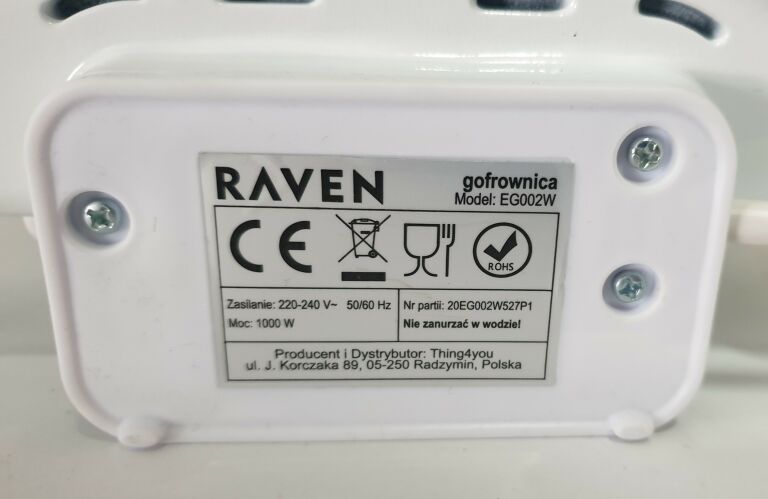 RAVEN
gofrownica
Model: EG002W
CE
ROHS
Zasilanie: 220-240 V~ 50/60 Hz
Moc: 1000 W
Nr partii: 20EG002W527P1
Nie zanurzać w wodzie!
Producent i Dystrybutor: Thing4you
ul. J. Korczaka 89, 05-250 Radzymin, Polska